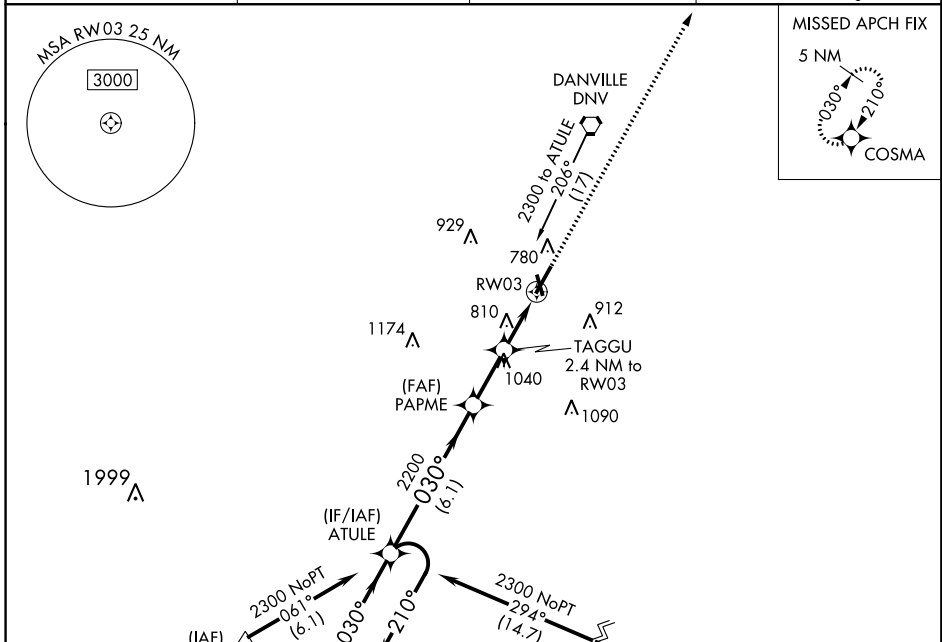 MSA RW03 25 NM
3000
MISSED APCH FIX
5 NM
030°
210°
COSMA
DANVILLE
DNV
2300 to ATULE
206°
(17)
929
780
RW03
810
912
1174
TAGGU
2.4 NM to
RW03
1040
(FAF)
PAPME
1090
2200
030°
(6.1)
1999
(IF/IAF)
ATULE
2300 NoPT
061°
(6.1)
030°
210°
2300 NoPT
294°
(14.7)
(IAF)